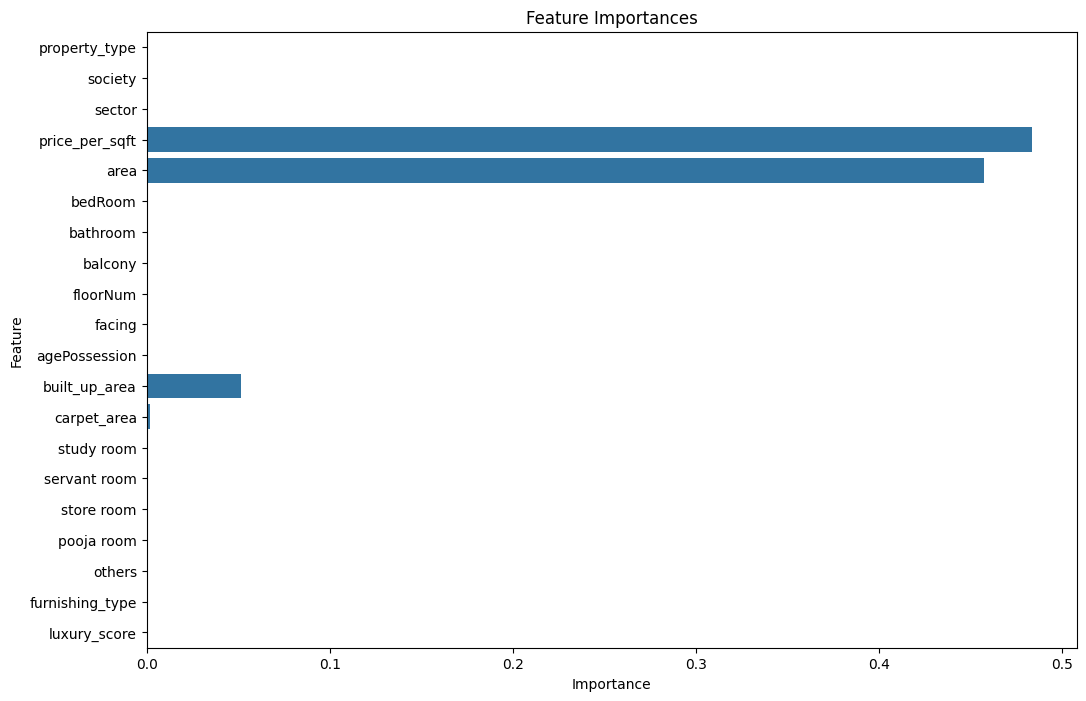 Feature Importances
property_type
society
sector
price_per_sqft
area
bedRoom
bathroom
balcony
floorNum
facing
agePossession
built_up_area
carpet_area
study room
servant room
store room
pooja room
others
furnishing_type
luxury_score
Feature
0.0 0.1 0.2 0.3 0.4 0.5
Importance